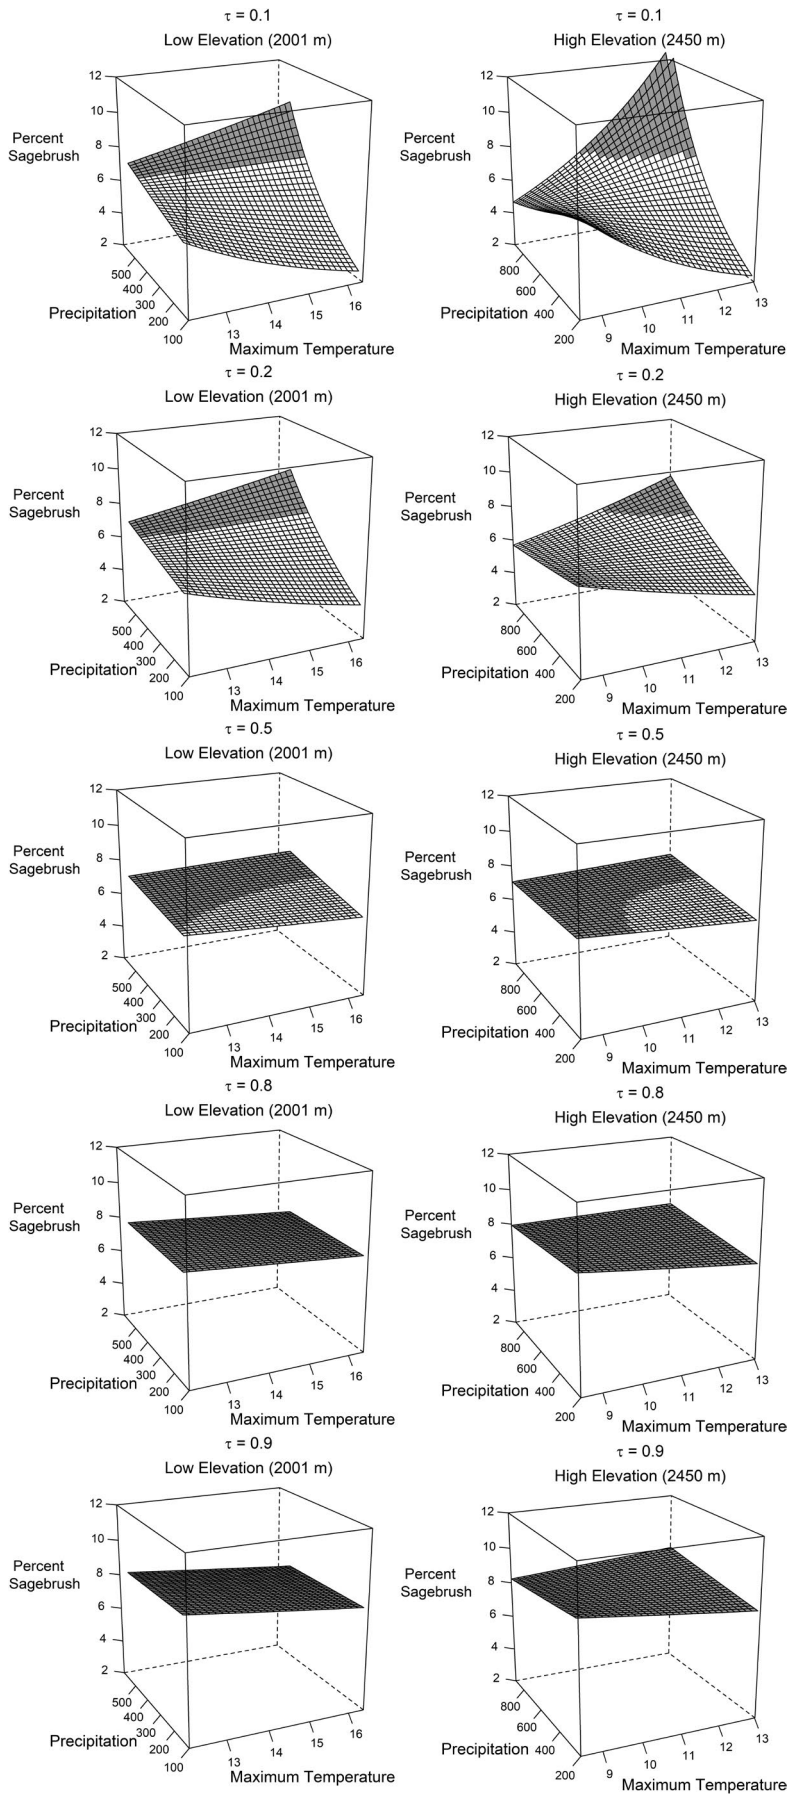 τ = 0.1
Low Elevation (2001 m)
12
10
8
6
4
2
Percent
Sagebrush
500
400
300
200
100
Precipitation
13
14
15
16
Maximum Temperature
τ = 0.1
High Elevation (2450 m)
12
10
8
6
4
2
Percent
Sagebrush
800
600
400
200
Precipitation
9
10
11
12
13
Maximum Temperature
τ = 0.2
Low Elevation (2001 m)
12
10
8
6
4
2
Percent
Sagebrush
500
400
300
200
100
Precipitation
13
14
15
16
Maximum Temperature
τ = 0.2
High Elevation (2450 m)
12
10
8
6
4
2
Percent
Sagebrush
800
600
400
200
Precipitation
9
10
11
12
13
Maximum Temperature
τ = 0.5
Low Elevation (2001 m)
12
10
8
6
4
2
Percent
Sagebrush
500
400
300
200
100
Precipitation
13
14
15
16
Maximum Temperature
τ = 0.5
High Elevation (2450 m)
12
10
8
6
4
2
Percent
Sagebrush
800
600
400
200
Precipitation
9
10
11
12
13
Maximum Temperature
τ = 0.8
Low Elevation (2001 m)
12
10
8
6
4
2
Percent
Sagebrush
500
400
300
200
100
Precipitation
13
14
15
16
Maximum Temperature
τ = 0.8
High Elevation (2450 m)
12
10
8
6
4
2
Percent
Sagebrush
800
600
400
200
Precipitation
9
10
11
12
13
Maximum Temperature
τ = 0.9
Low Elevation (2001 m)
12
10
8
6
4
2
Percent
Sagebrush
500
400
300
200
100
Precipitation
13
14
15
16
Maximum Temperature
τ = 0.9
High Elevation (2450 m)
12
10
8
6
4
2
Percent
Sagebrush
800
600
400
200
Precipitation
9
10
11
12
13
Maximum Temperature